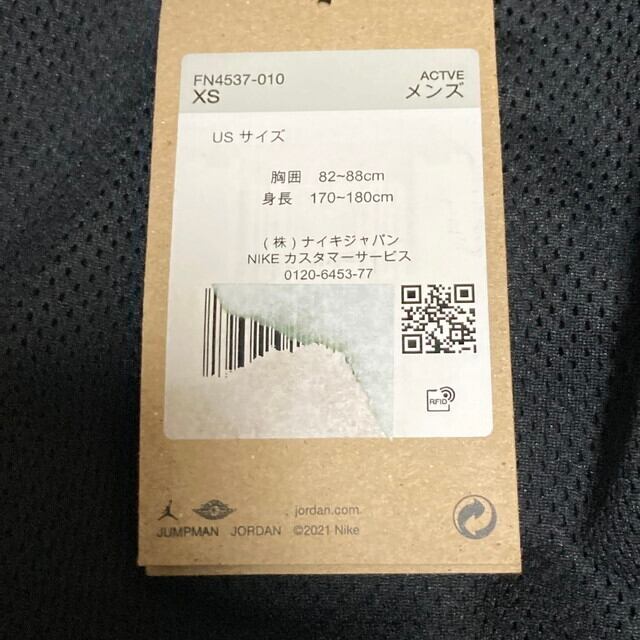 FN4537-010 ACTVE
XS メンズ
US サイズ
胸囲 82~88cm
身長 170~180cm
(株)ナイキジャパン
NIKE カスタマーサービス
0120-6453-77
RFID
jordan.com
JUMPMAN JORDAN ©2021 Nike